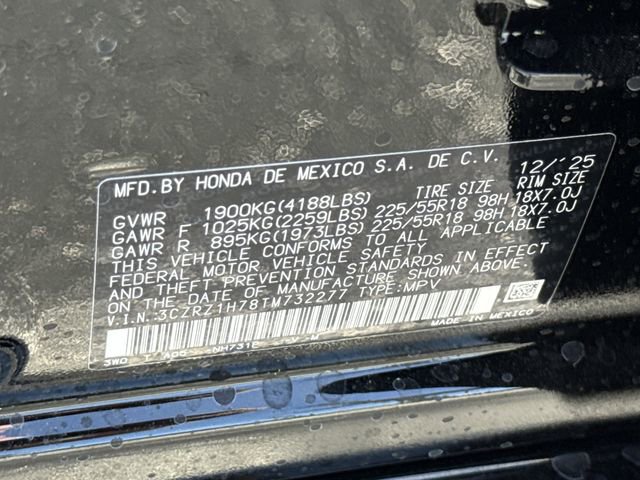 MFD.BY HONDA DE MEXICO S.A. DE C.V. 12/'25
TIRE SIZE RIM SIZE
GVWR 1900KG(4188LBS)
GAWR F 1025KG(2259LBS) 225/55R18 98H 18X7.0J
GAWR R 895KG(1973LBS) 225/55R18 98H 18X7.0J
THIS VEHICLE CONFORMS TO ALL APPLICABLE
FEDERAL MOTOR VEHICLE SAFETY
AND THEFT PREVENTION STANDARDS IN EFFECT
ON THE DATE OF MANUFACTURE SHOWN ABOVE.
V.I.N.:3CZRZ1H78TM732277 TYPE:MPV
MADE IN MEXICO